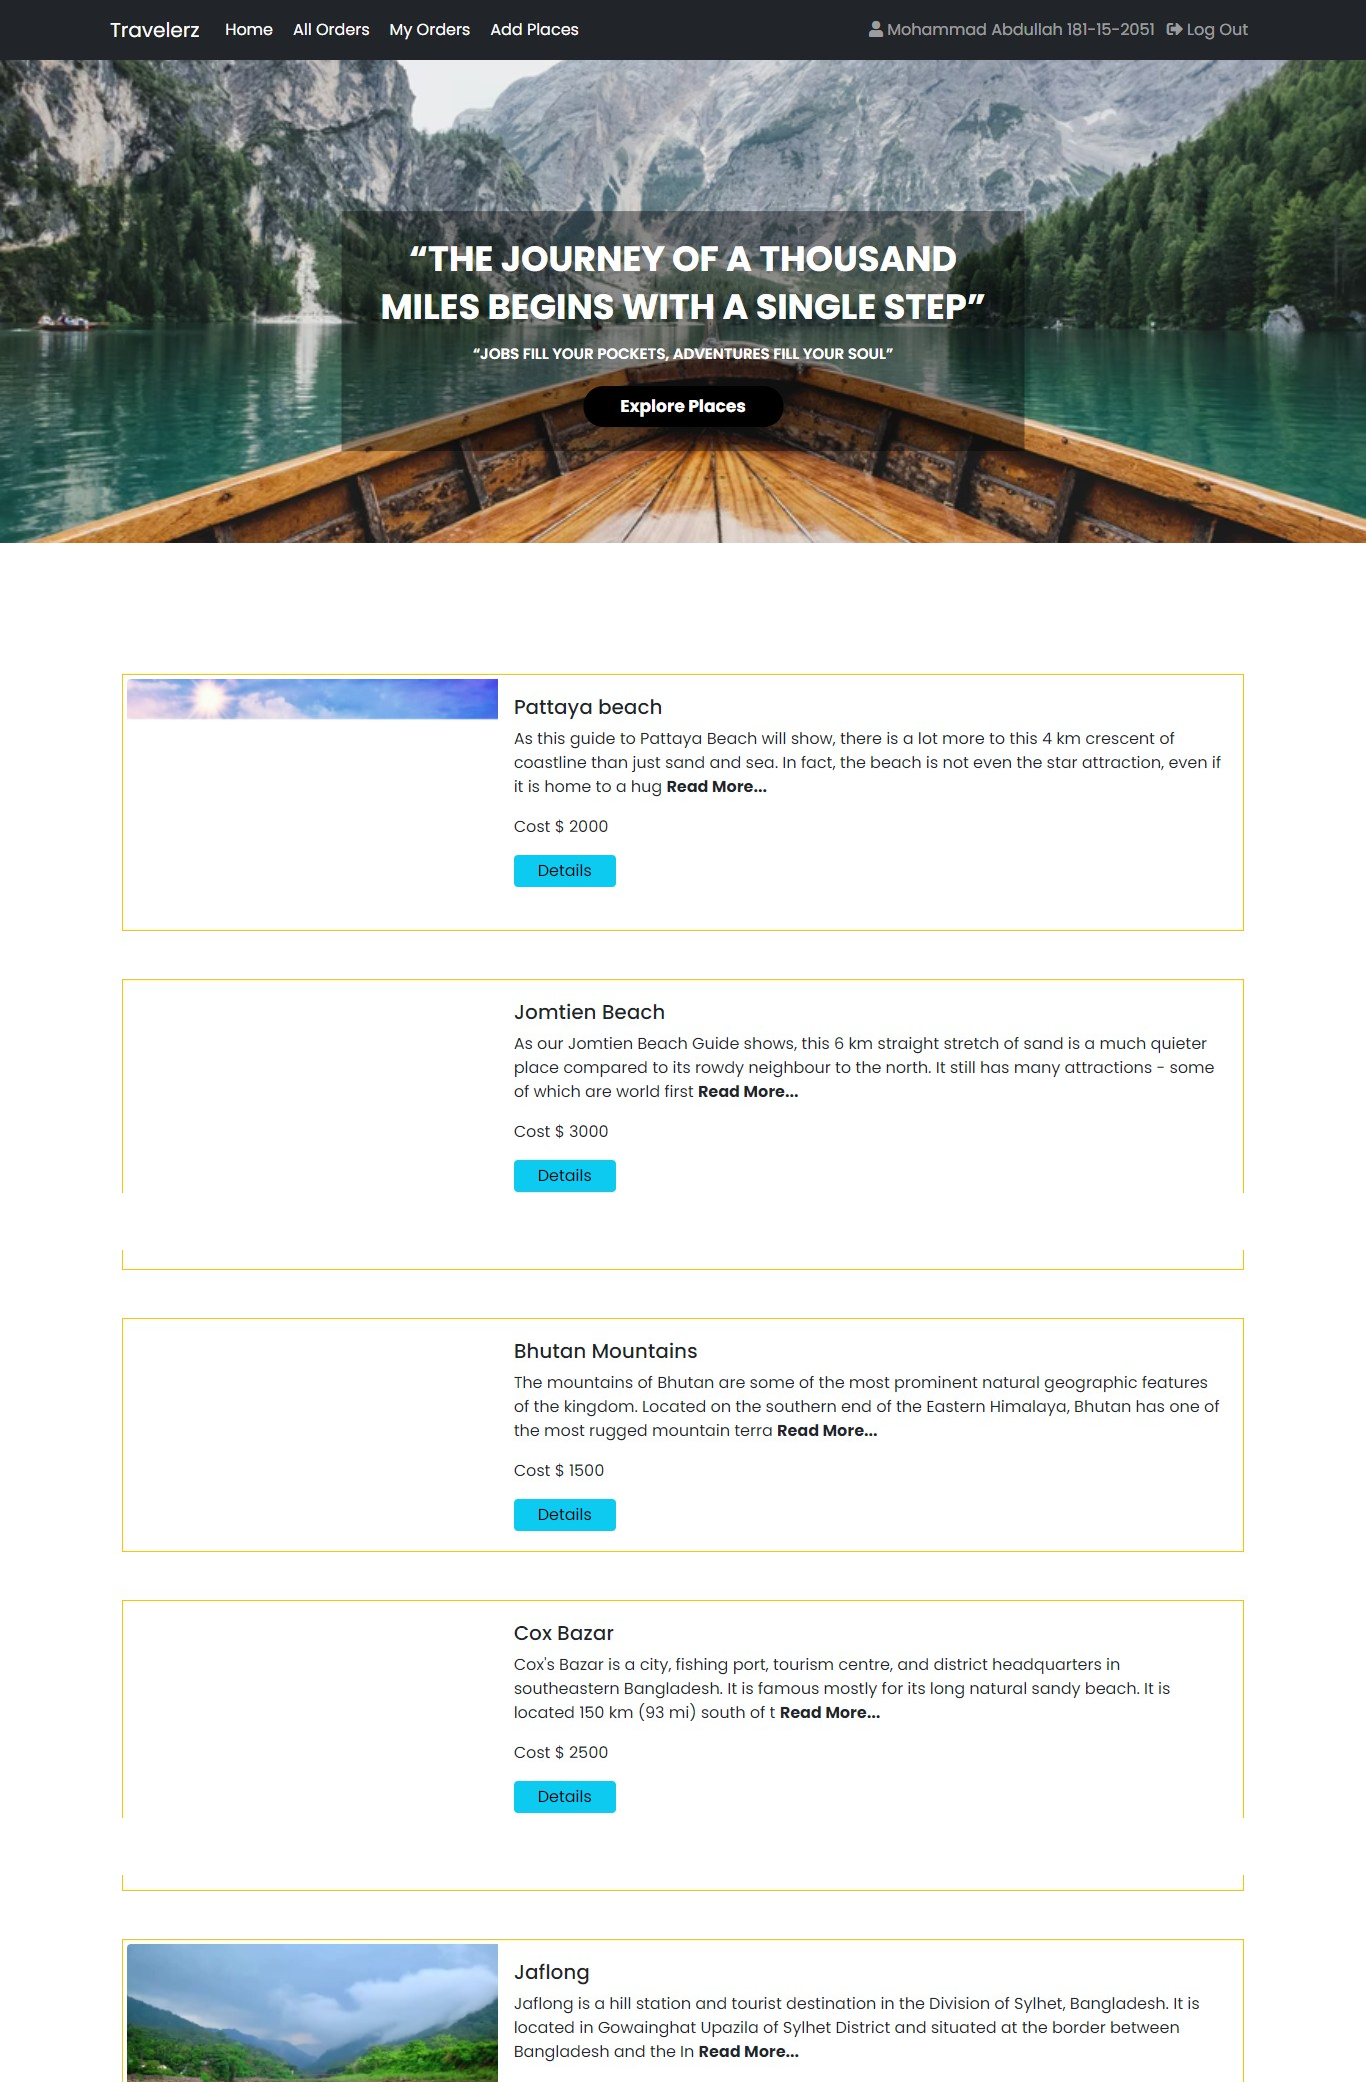 Travelerz Home All Orders My Orders Add Places Mohammad Abdullah 181-15-2051 Log Out
“THE JOURNEY OF A THOUSAND
MILES BEGINS WITH A SINGLE STEP”
“JOBS FILL YOUR POCKETS, ADVENTURES FILL YOUR SOUL”
Explore Places
Pattaya beach
As this guide to Pattaya Beach will show, there is a lot more to this 4 km crescent of
coastline than just sand and sea. In fact, the beach is not even the star attraction, even if
it is home to a hug Read More...
Cost $ 2000
Details
Jomtien Beach
As our Jomtien Beach Guide shows, this 6 km straight stretch of sand is a much quieter
place compared to its rowdy neighbour to the north. It still has many attractions - some
of which are world first Read More...
Cost $ 3000
Details
Bhutan Mountains
The mountains of Bhutan are some of the most prominent natural geographic features
of the kingdom. Located on the southern end of the Eastern Himalaya, Bhutan has one of
the most rugged mountain terra Read More...
Cost $ 1500
Details
Cox Bazar
Cox's Bazar is a city, fishing port, tourism centre, and district headquarters in
southeastern Bangladesh. It is famous mostly for its long natural sandy beach. It is
located 150 km (93 mi) south of t Read More...
Cost $ 2500
Details
Jaflong
Jaflong is a hill station and tourist destination in the Division of Sylhet, Bangladesh. It is
located in Gowainghat Upazila of Sylhet District and situated at the border between
Bangladesh and the In Read More...